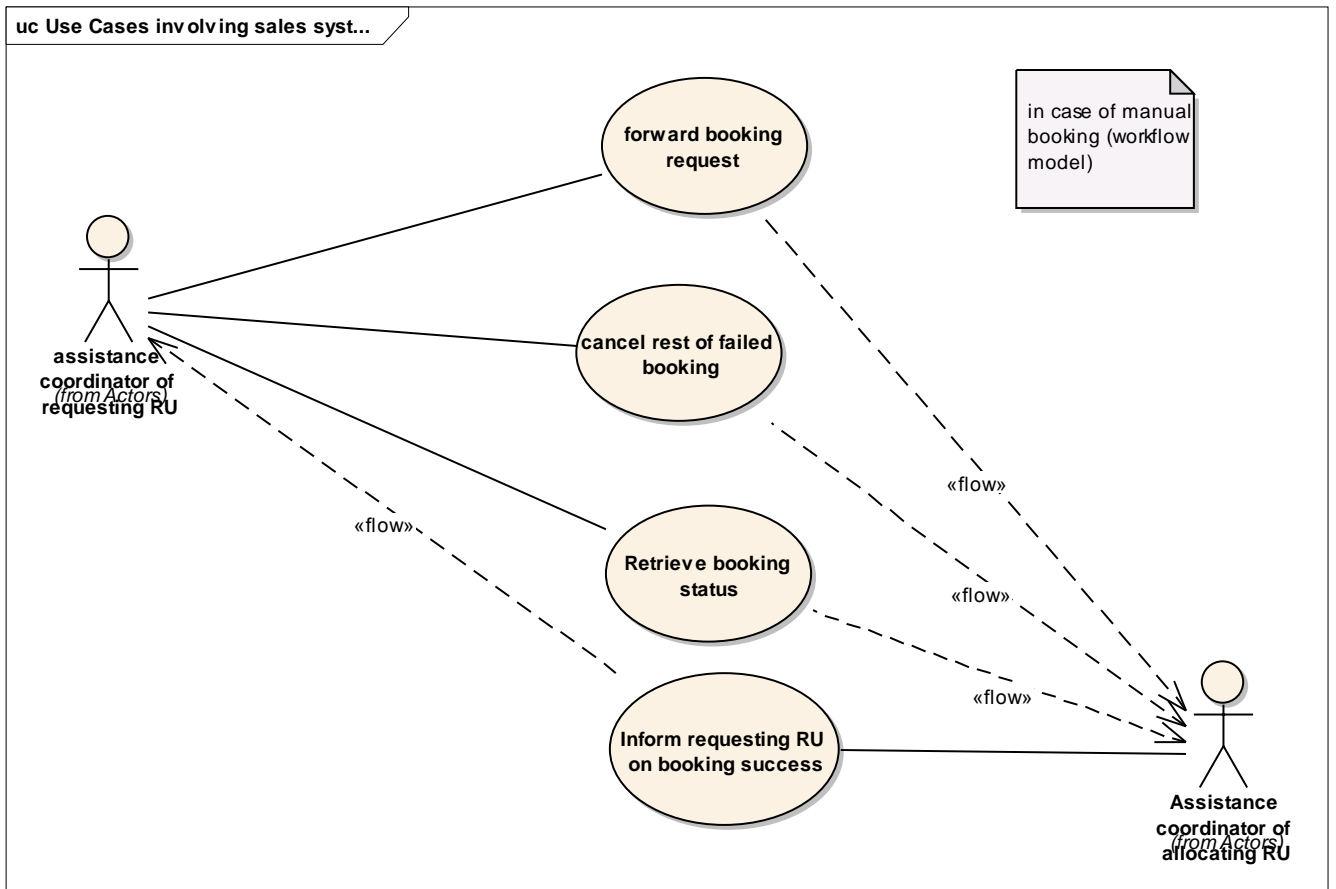 uc Use Cases involving sales syst...
in case of manual
booking (workflow
model)
forward booking
request
cancel rest of failed
booking
assistance
coordinator of
(from Actors)
requesting RU
«flow»
«flow»
Retrieve booking
status
«flow»
«flow»
Inform requesting RU
on booking success
Assistance
coordinator of
(from Actors)
allocating RU